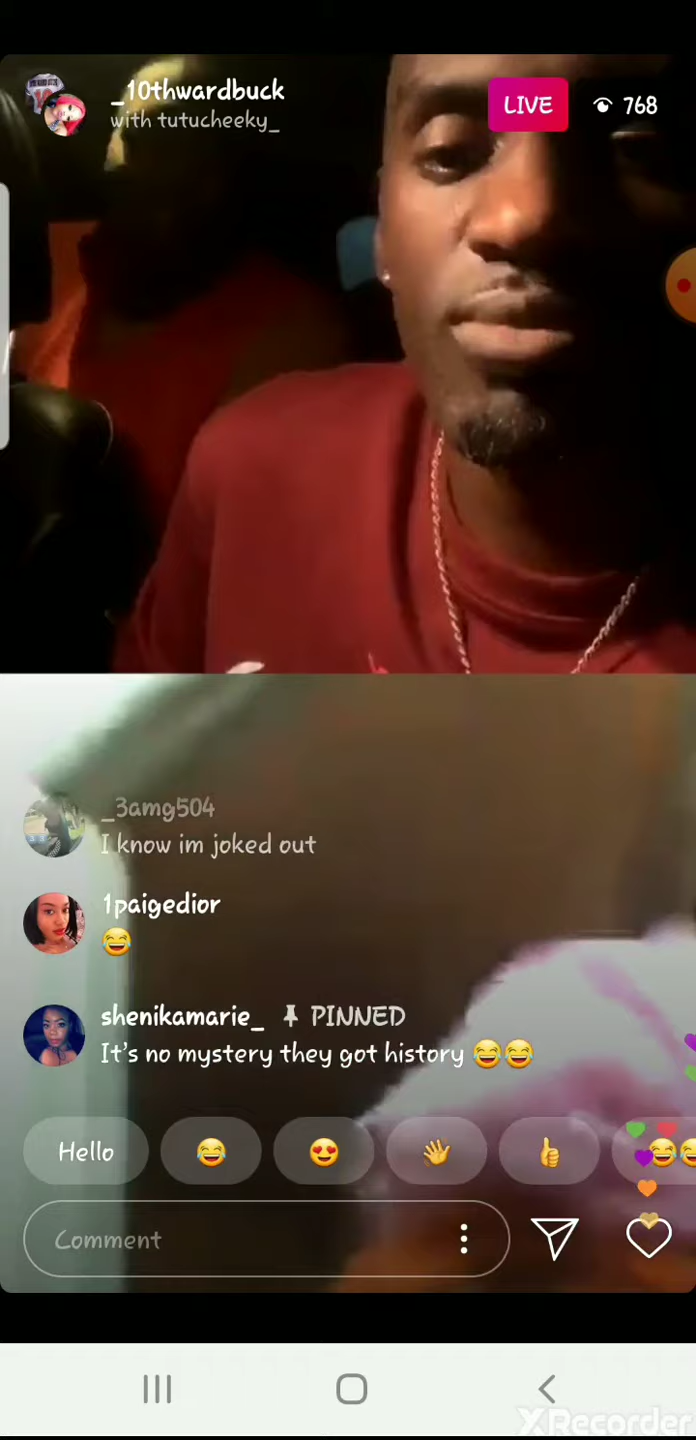 _10thwardbuck
with tutucheeky_
LIVE
768
_3amg504
I know im joked out
1paigedior
😂
shenikamarie_ PINNED
It's no mystery they got history 😂😂
Hello 😂 😍 👋 👍 😂
Comment
XRecorder